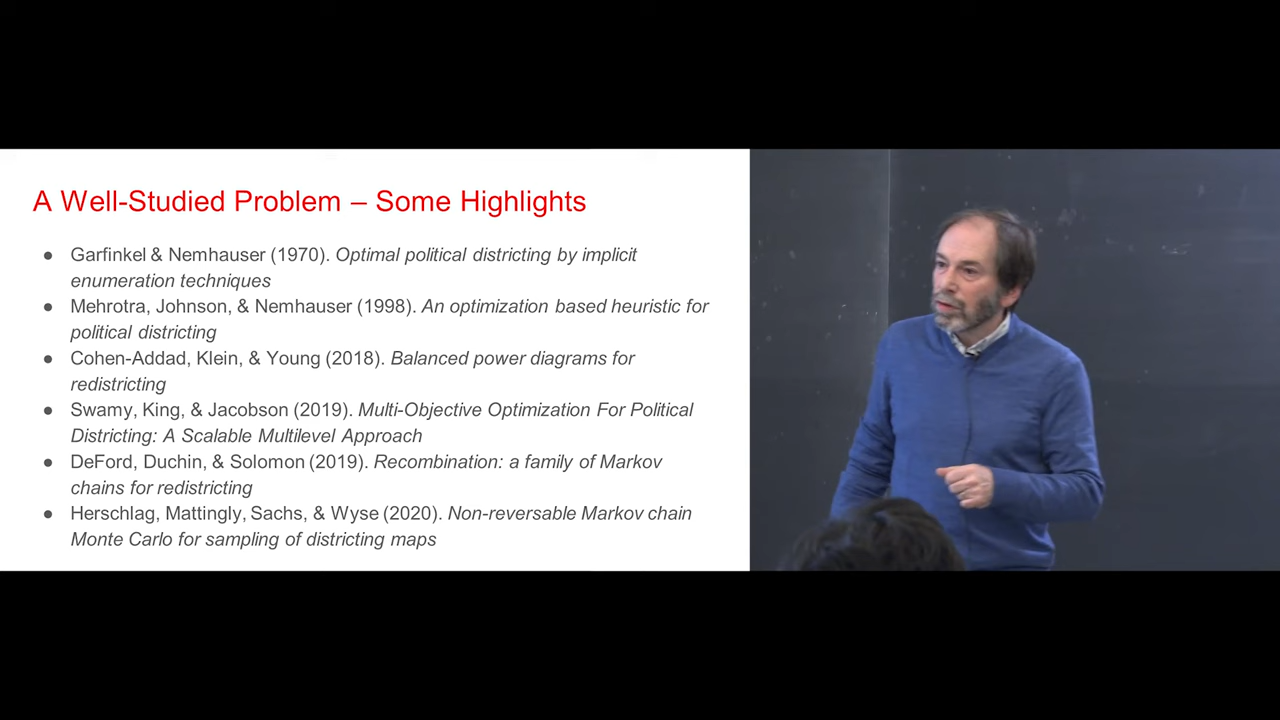 A Well-Studied Problem – Some Highlights
● Garfinkel & Nemhauser (1970). Optimal political districting by implicit
enumeration techniques
● Mehrotra, Johnson, & Nemhauser (1998). An optimization based heuristic for
political districting
● Cohen-Addad, Klein, & Young (2018). Balanced power diagrams for
redistricting
● Swamy, King, & Jacobson (2019). Multi-Objective Optimization For Political
Districting: A Scalable Multilevel Approach
● DeFord, Duchin, & Solomon (2019). Recombination: a family of Markov
chains for redistricting
● Herschlag, Mattingly, Sachs, & Wyse (2020). Non-reversable Markov chain
Monte Carlo for sampling of districting maps